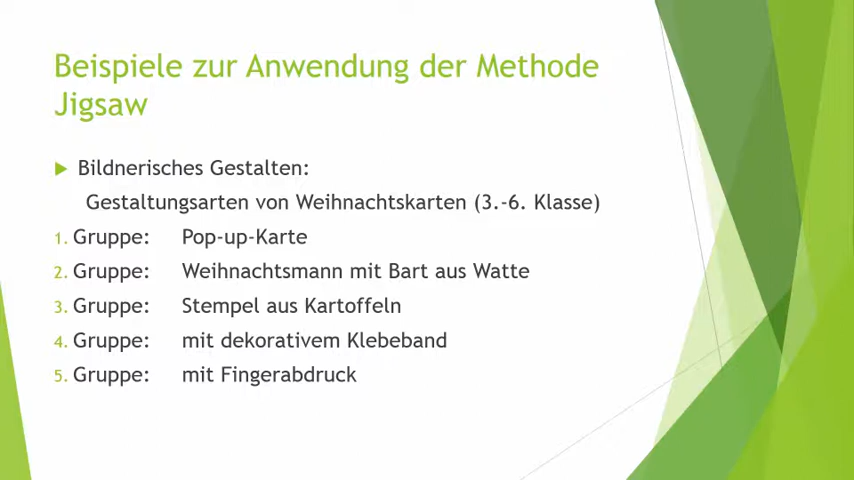 Beispiele zur Anwendung der Methode
Jigsaw
Bildnerisches Gestalten:
Gestaltungsarten von Weihnachtskarten (3.-6. Klasse)
1. Gruppe: Pop-up-Karte
2. Gruppe: Weihnachtsmann mit Bart aus Watte
3. Gruppe: Stempel aus Kartoffeln
4. Gruppe: mit dekorativem Klebeband
5. Gruppe: mit Fingerabdruck